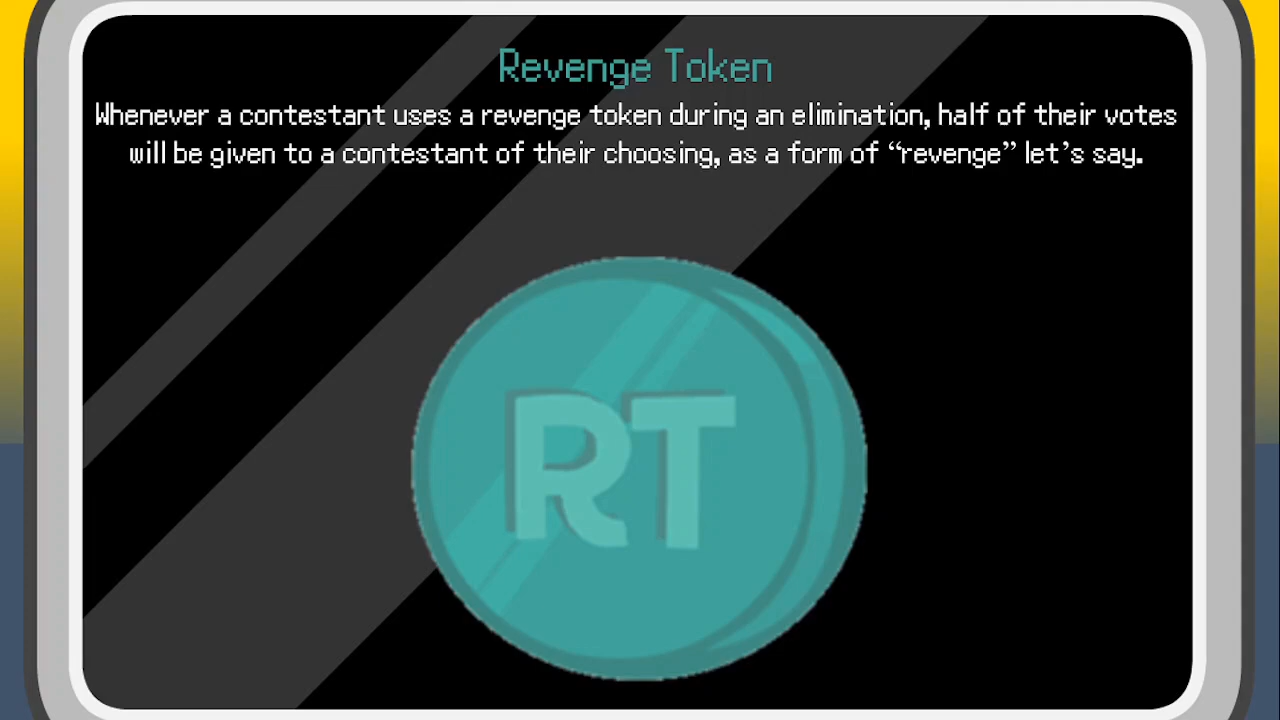 Revenge Token
Whenever a contestant uses a revenge token during an elimination, half of their votes
will be given to a contestant of their choosing, as a form of “revenge” let’s say.
RT